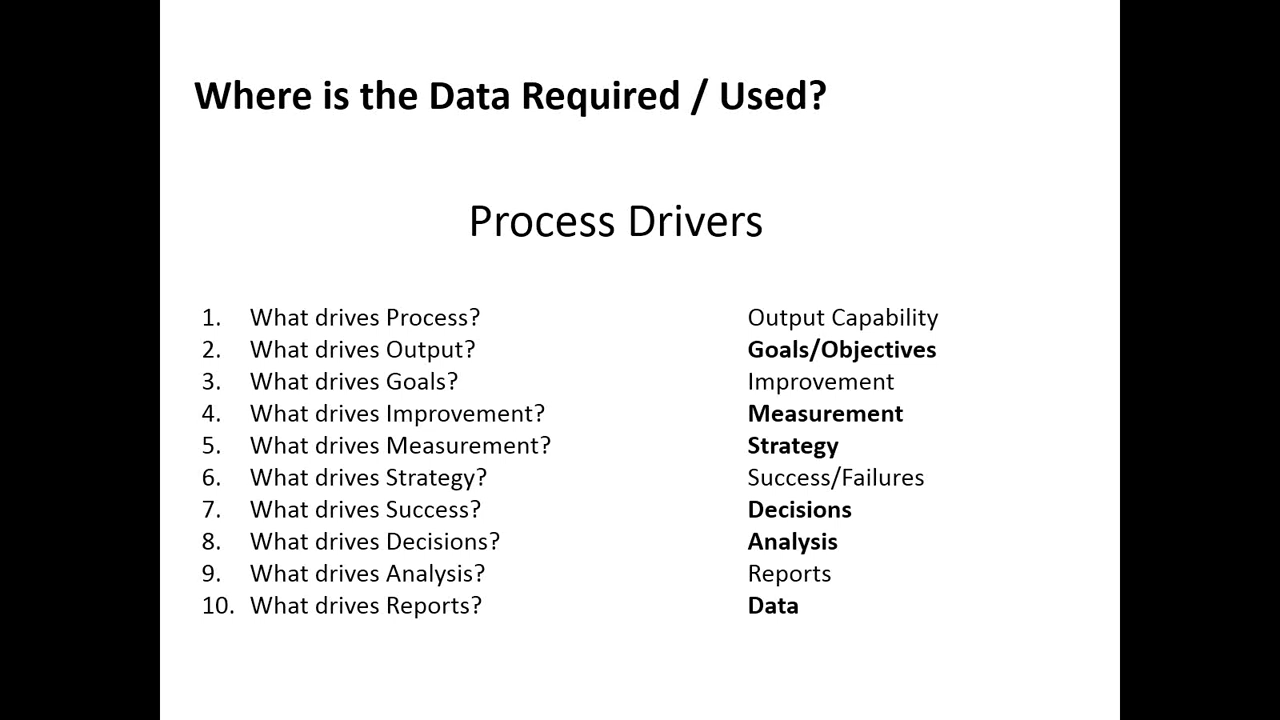 Where is the Data Required / Used?
Process Drivers
1. What drives Process? Output Capability
2. What drives Output? Goals/Objectives
3. What drives Goals? Improvement
4. What drives Improvement? Measurement
5. What drives Measurement? Strategy
6. What drives Strategy? Success/Failures
7. What drives Success? Decisions
8. What drives Decisions? Analysis
9. What drives Analysis? Reports
10. What drives Reports? Data